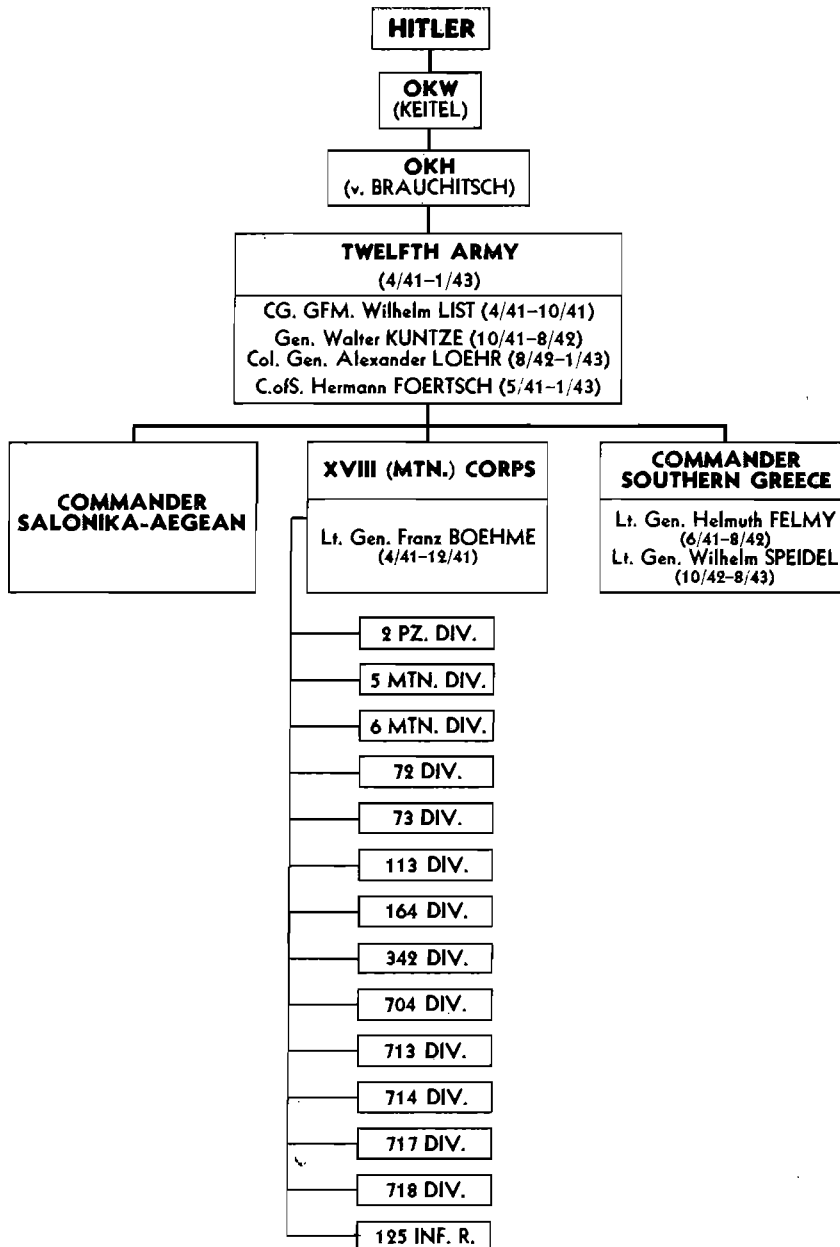 HITLER
OKW
(KEITEL)
OKH
(v. BRAUCHITSCH)
TWELFTH ARMY
(4/41–1/43)
CG. GFM. Wilhelm LIST (4/41–10/41)
Gen. Walter KUNTZE (10/41–8/42)
Col. Gen. Alexander LOEHR (8/42–1/43)
C.ofS. Hermann FOERTSCH (5/41–1/43)
COMMANDER
SALONIKA-AEGEAN
XVIII (MTN.) CORPS
Lt. Gen. Franz BOEHME
(4/41–12/41)
COMMANDER
SOUTHERN GREECE
Lt. Gen. Helmuth FELMY
(6/41–8/42)
Lt. Gen. Wilhelm SPEIDEL
(10/42–8/43)
2 PZ. DIV.
5 MTN. DIV.
6 MTN. DIV.
72 DIV.
73 DIV.
113 DIV.
164 DIV.
342 DIV.
704 DIV.
713 DIV.
714 DIV.
717 DIV.
718 DIV.
125 INF. R.